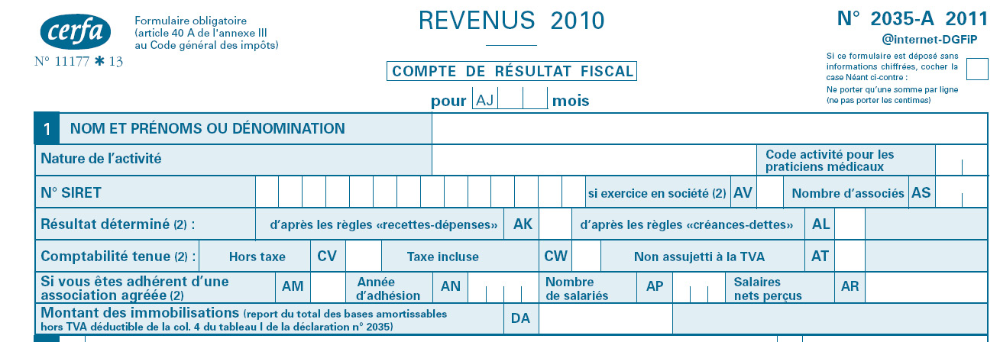 cerfa
N° 11177 ✱ 13
Formulaire obligatoire
(article 40 A de l'annexe III
au Code général des impôts)
REVENUS 2010
COMPTE DE RÉSULTAT FISCAL
pour AJ mois
N° 2035-A 2011
@internet-DGFiP
Si ce formulaire est déposé sans
informations chiffrées, cocher la
case Néant ci-contre :
Ne porter qu'une somme par ligne
(ne pas porter les centimes)
1 NOM ET PRÉNOMS OU DÉNOMINATION
Nature de l'activité
Code activité pour les
praticiens médicaux
N° SIRET si exercice en société (2) AV Nombre d'associés AS
Résultat déterminé (2) : d'après les règles «recettes-dépenses» AK d'après les règles «créances-dettes» AL
Comptabilité tenue (2) : Hors taxe CV Taxe incluse CW Non assujetti à la TVA AT
Si vous êtes adhérent d'une
association agréée (2)
AM
Année
d'adhésion
AN
Nombre
de salariés
AP
Salaires
nets perçus
AR
Montant des immobilisations (report du total des bases amortissables
hors TVA déductible de la col. 4 du tableau I de la déclaration n° 2035)
DA